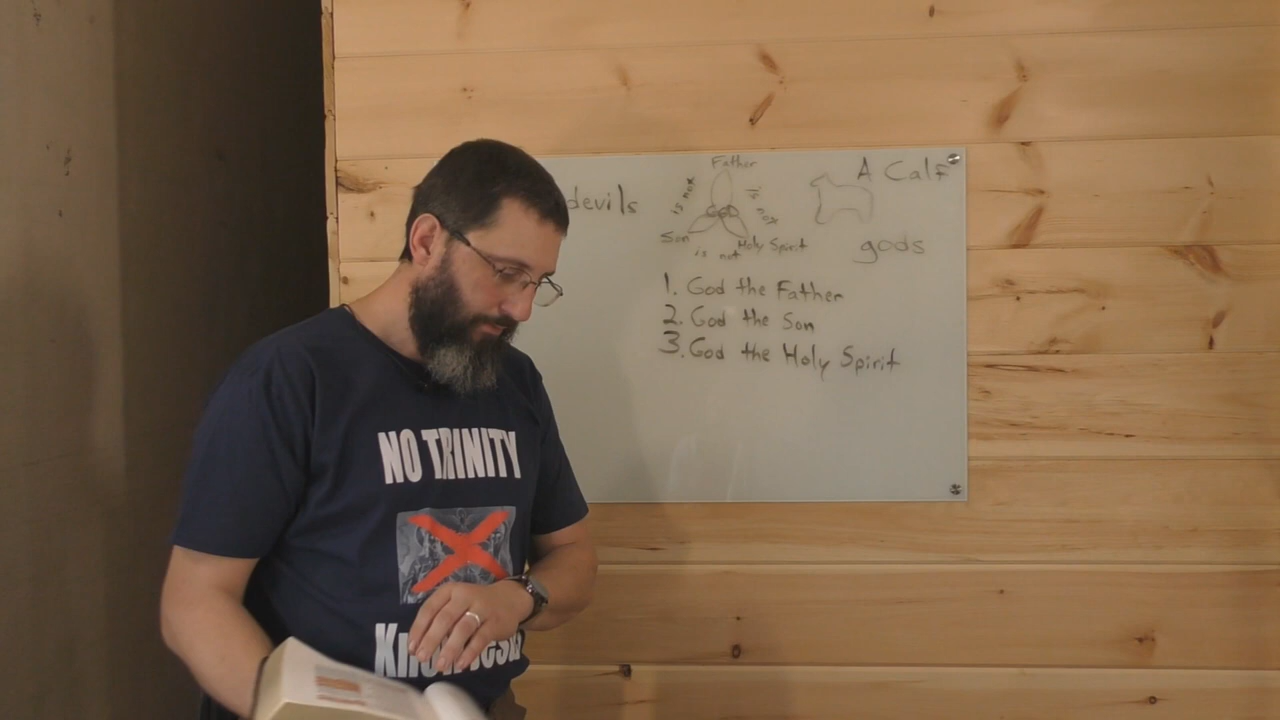 devils
Father
is not
is not
God
Son
Holy Spirit
is not
A Calf
gods
1. God the Father
2. God the Son
3. God the Holy Spirit
NO TRINITY